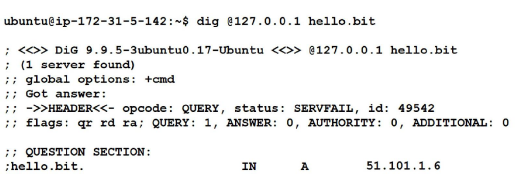 ubuntu@ip-172-31-5-142:~$ dig @127.0.0.1 hello.bit
; <<>> DiG 9.9.5-3ubuntu0.17-Ubuntu <<>> @127.0.0.1 hello.bit
; (1 server found)
;; global options: +cmd
;; Got answer:
;; ->>HEADER<<- opcode: QUERY, status: SERVFAIL, id: 49542
;; flags: qr rd ra; QUERY: 1, ANSWER: 0, AUTHORITY: 0, ADDITIONAL: 0
;; QUESTION SECTION:
;hello.bit. IN A 51.101.1.6